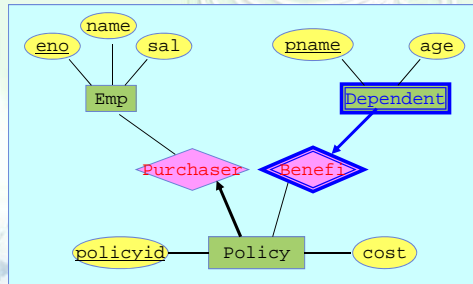 name
eno
sal
pname
age
Emp
Dependent
Purchaser
Benefi
policyid
Policy
cost